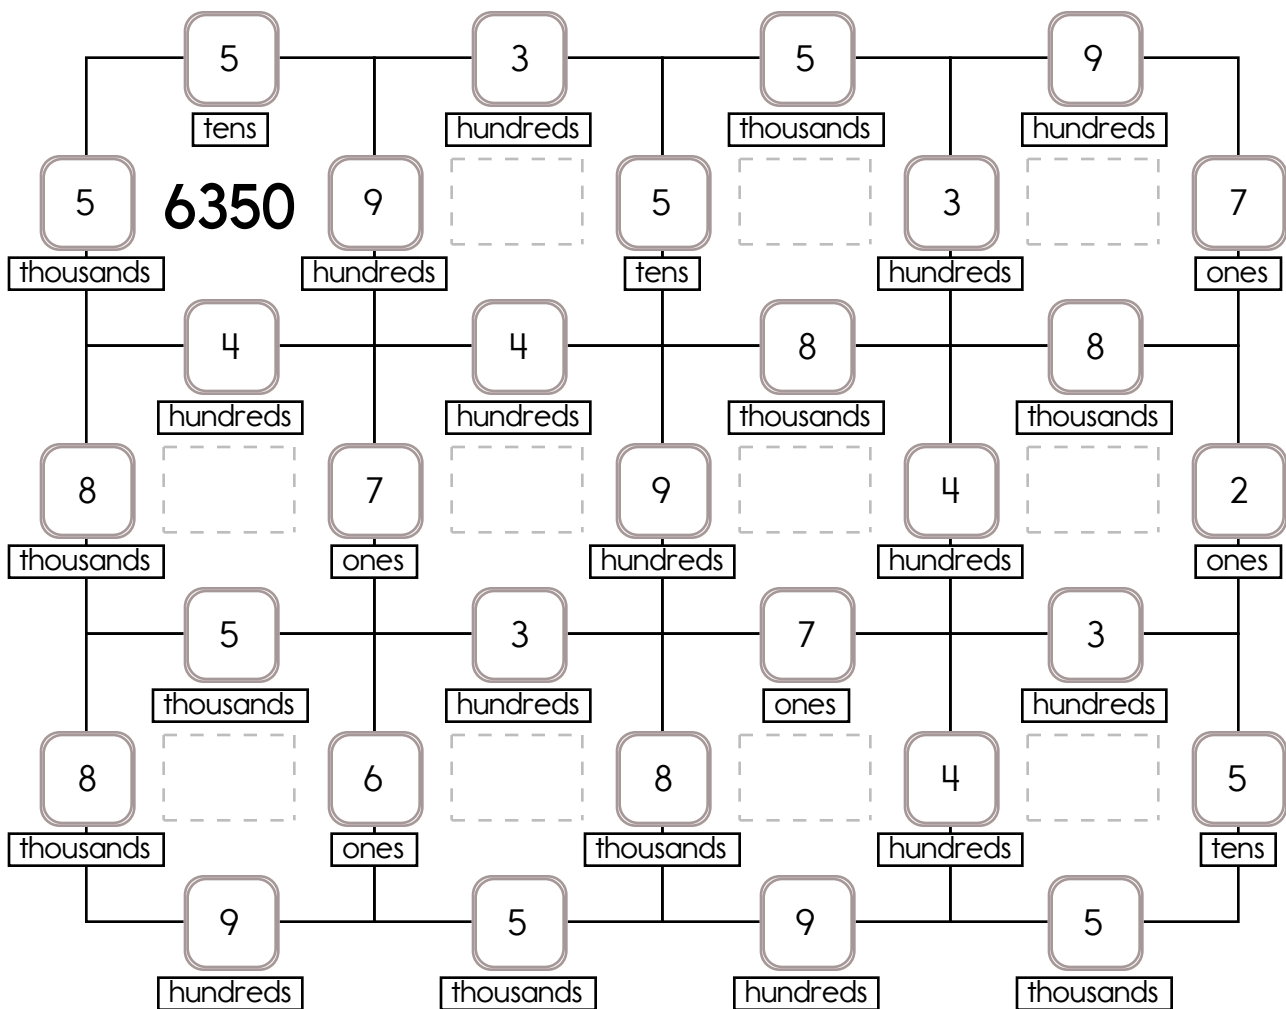 5 3 5 9
tens hundreds thousands hundreds
5 6350 9 5 3 7
thousands hundreds tens hundreds ones
4 4 8 8
hundreds hundreds thousands thousands
8 7 9 4 2
thousands ones hundreds hundreds ones
5 3 7 3
thousands hundreds ones hundreds
8 6 8 4 5
thousands ones thousands hundreds tens
9 5 9 5
hundreds thousands hundreds thousands